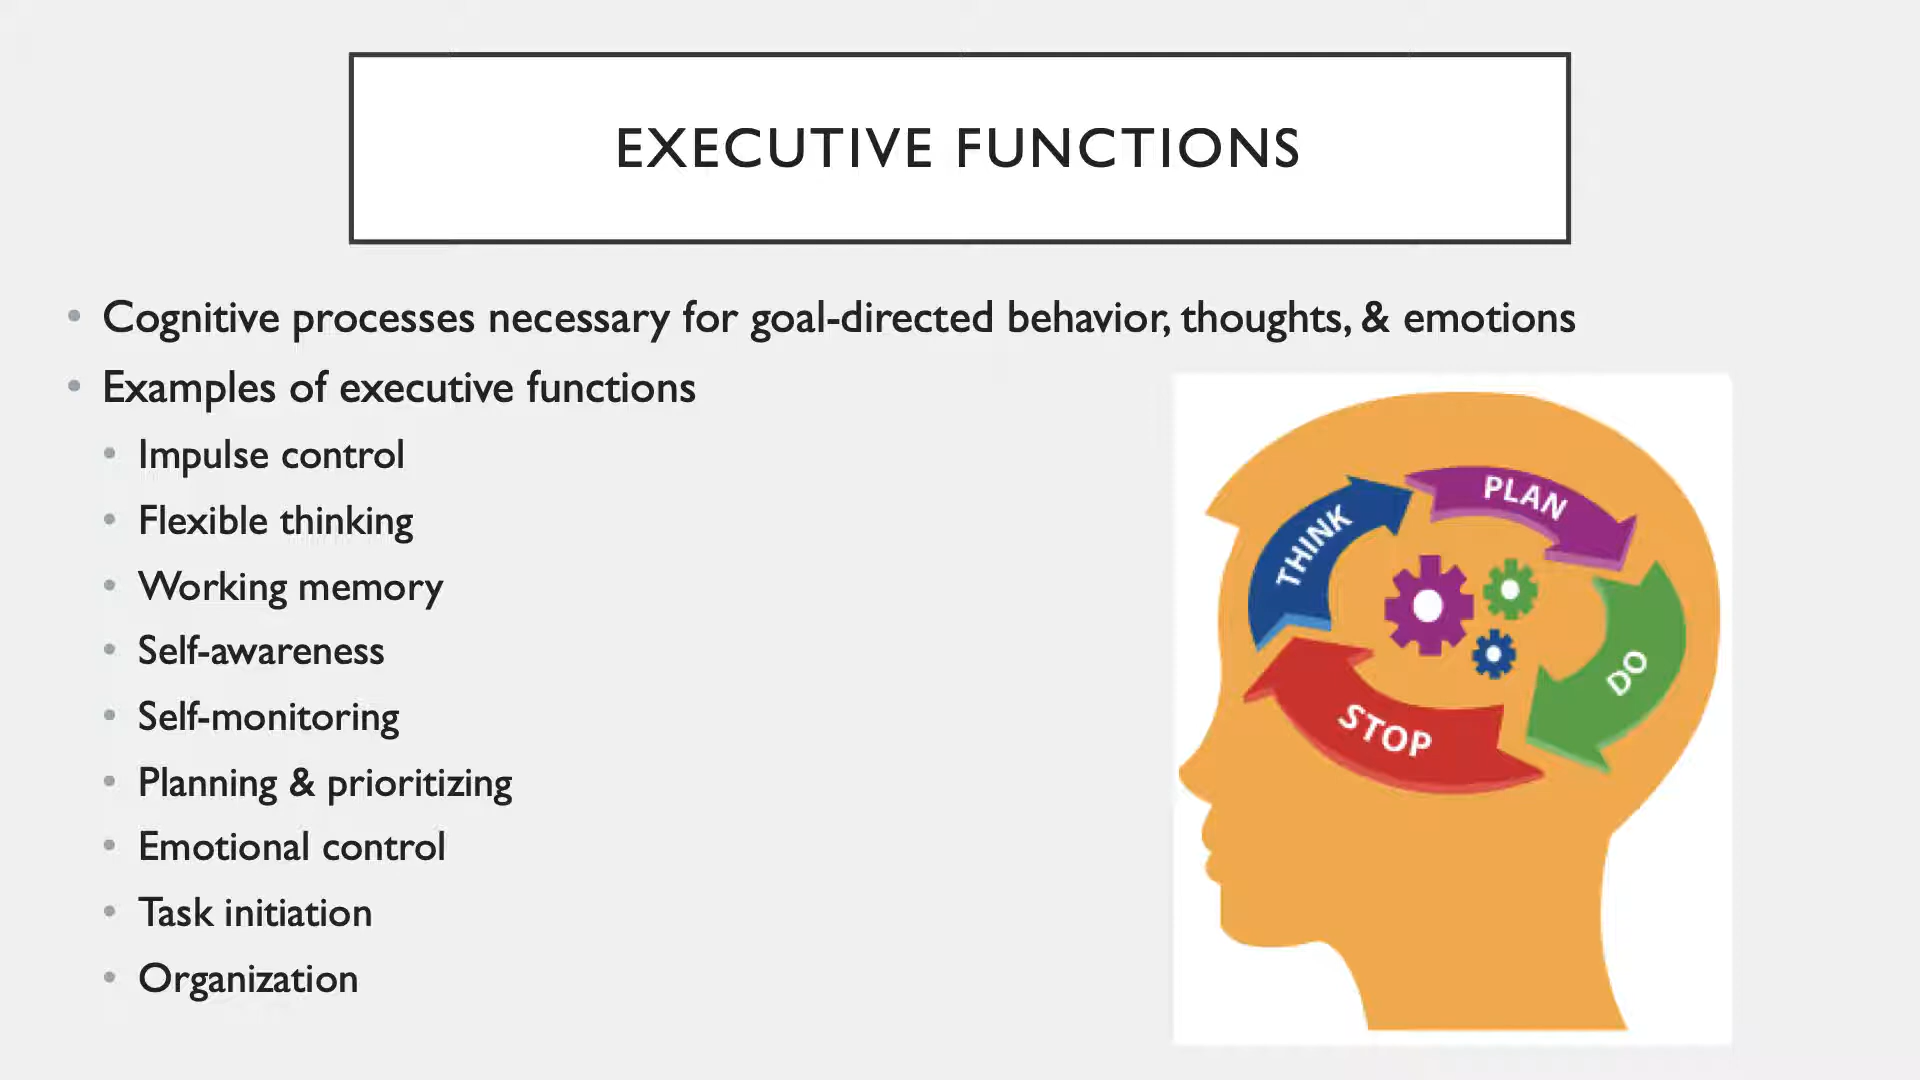 EXECUTIVE FUNCTIONS
• Cognitive processes necessary for goal-directed behavior, thoughts, & emotions
• Examples of executive functions
• Impulse control
• Flexible thinking
• Working memory
• Self-awareness
• Self-monitoring
• Planning & prioritizing
• Emotional control
• Task initiation
• Organization
THINK
PLAN
DO
STOP